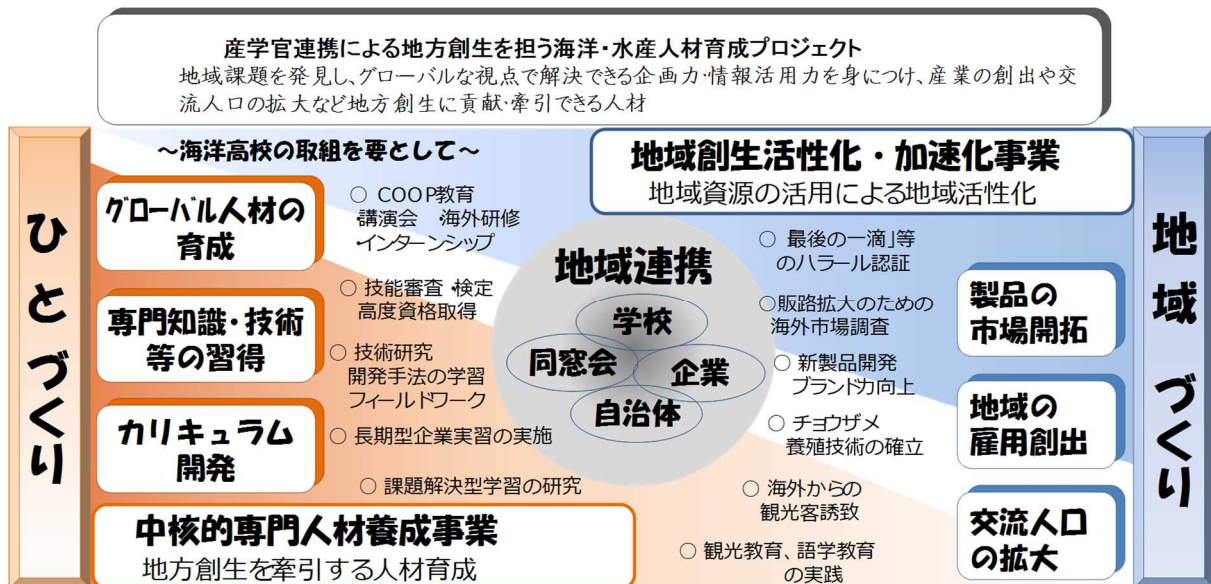 産学官連携による地方創生を担う海洋・水産人材育成プロジェクト
地域課題を発見し、グローバルな視点で解決できる企画力・情報活用力を身につけ、産業の創出や交
流人口の拡大など地方創生に貢献・牽引できる人材
ひとづくり
～海洋高校の取組を要として～
グローバル人材の
育成
専門知識・技術
等の習得
カリキュラム
開発
○ COOP教育
・講演会 ・海外研修
・インターンシップ
○ 技能審査・検定
高度資格取得
○ 技術研究
開発手法の学習
フィールドワーク
○ 長期型企業実習の実施
○ 課題解決型学習の研究
中核的専門人材養成事業
地方創生を牽引する人材育成
地域連携
学校
同窓会
企業
自治体
地域創生活性化・加速化事業
地域資源の活用による地域活性化
○ 最後の一滴」等
のハラール認証
○販路拡大のための
海外市場調査
○ 新製品開発
ブランド力向上
○ チョウザメ
養殖技術の確立
○ 海外からの
観光客誘致
○ 観光教育、語学教育
の実践
製品の
市場開拓
地域の
雇用創出
交流人口
の拡大
地域づくり